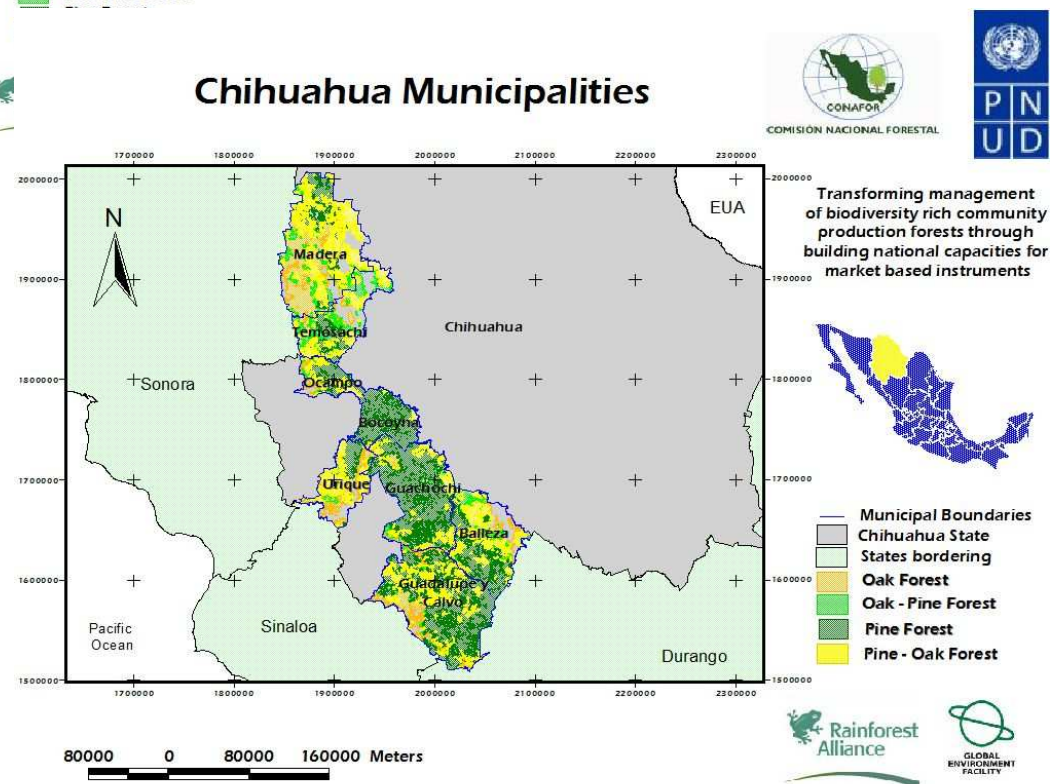 Chihuahua Municipalities
CONAFOR
COMISIÓN NACIONAL FORESTAL
P N
U D
Transforming management
of biodiversity rich community
production forests through
building national capacities for
market based instruments
1700000 1800000 1900000 2000000 2100000 2200000 2300000
2000000 2000000
1900000 1900000
1800000 1800000
1700000 1700000
1600000 1600000
1500000 1500000
1700000 1800000 1900000 2000000 2100000 2200000 2300000
N
EUA
Madera
Chihuahua
Temósachi
Sonora
Ocampo
Bocoyna
Urique
Guachochi
Balleza
Guadalupe y
Calvo
Pacific
Ocean
Sinaloa
Durango
Municipal Boundaries
Chihuahua State
States bordering
Oak Forest
Oak - Pine Forest
Pine Forest
Pine - Oak Forest
80000 0 80000 160000 Meters
Rainforest
Alliance
GLOBAL
ENVIRONMENT
FACILITY